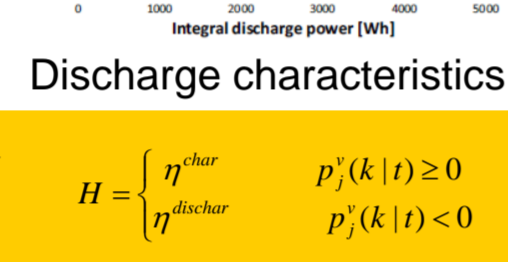 0 1000 2000 3000 4000 5000
Integral discharge power [Wh]
Discharge characteristics
H = { η^char p_j^v(k | t) ≥ 0
η^dischar p_j^v(k | t) < 0